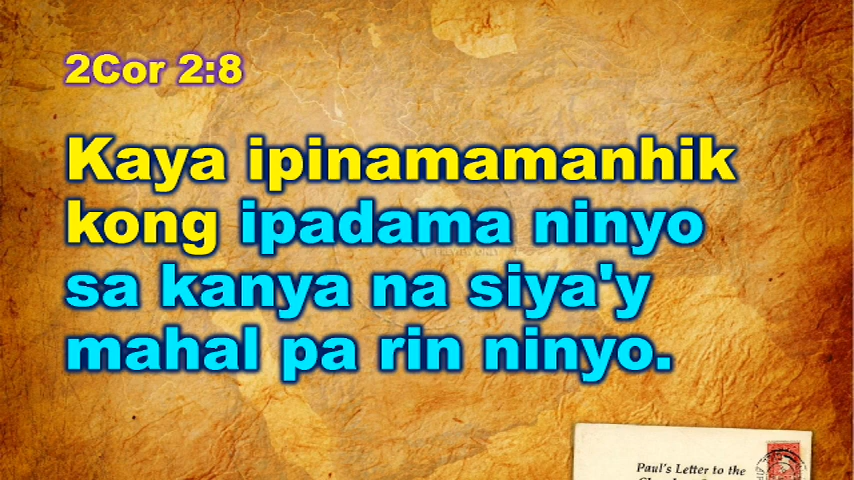 2Cor 2:8
Kaya ipinamamanhik
kong ipadama ninyo
sa kanya na siya'y
mahal pa rin ninyo.
Paul's Letter to the